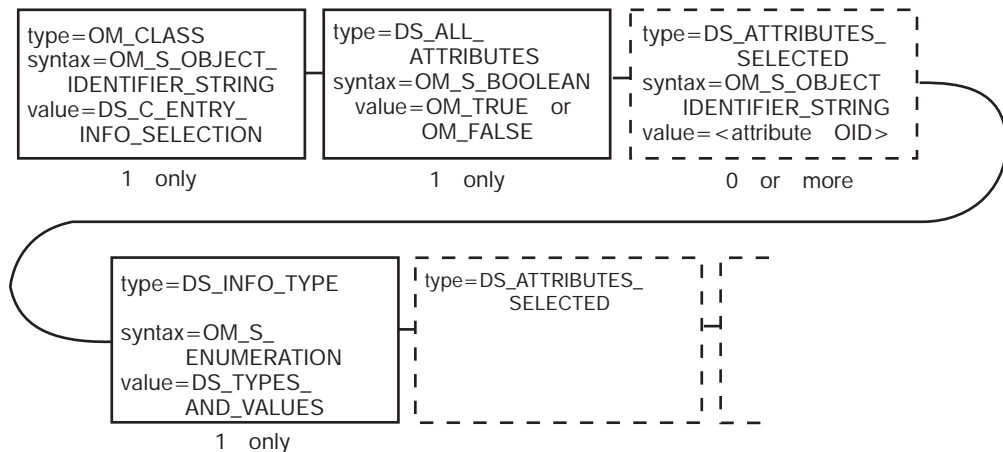 type=OM_CLASS
syntax=OM_S_OBJECT_
IDENTIFIER_STRING
value=DS_C_ENTRY_
INFO_SELECTION
1 only
type=DS_ALL_
ATTRIBUTES
syntax=OM_S_BOOLEAN
value=OM_TRUE or
OM_FALSE
1 only
type=DS_ATTRIBUTES_
SELECTED
syntax=OM_S_OBJECT
IDENTIFIER_STRING
value=<attribute OID>
0 or more
type=DS_INFO_TYPE
syntax=OM_S_
ENUMERATION
value=DS_TYPES_
AND_VALUES
1 only
type=DS_ATTRIBUTES_
SELECTED